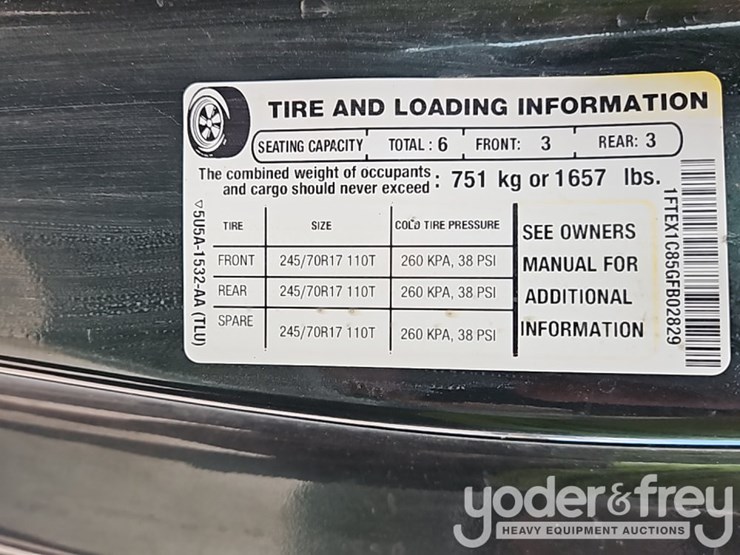 TIRE AND LOADING INFORMATION
SEATING CAPACITY TOTAL : 6 FRONT: 3 REAR: 3
The combined weight of occupants
and cargo should never exceed : 751 kg or 1657 lbs.
TIRE SIZE COLD TIRE PRESSURE
FRONT 245/70R17 110T 260 KPA, 38 PSI
REAR 245/70R17 110T 260 KPA, 38 PSI
SPARE 245/70R17 110T 260 KPA, 38 PSI
SEE OWNERS
MANUAL FOR
ADDITIONAL
INFORMATION
▽5U5A-1532-AA (TLU)
1FTEX1C85GFB02829
yoder&frey
HEAVY EQUIPMENT AUCTIONS